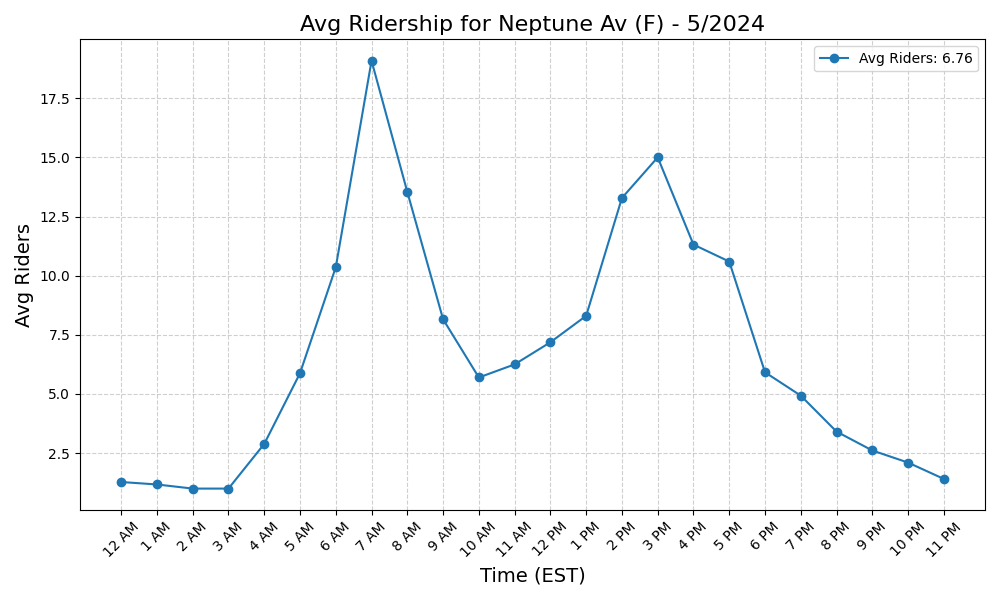 Avg Ridership for Neptune Av (F) - 5/2024
Avg Riders: 6.76
Avg Riders
17.5
15.0
12.5
10.0
7.5
5.0
2.5
12 AM
1 AM
2 AM
3 AM
4 AM
5 AM
6 AM
7 AM
8 AM
9 AM
10 AM
11 AM
12 PM
1 PM
2 PM
3 PM
4 PM
5 PM
6 PM
7 PM
8 PM
9 PM
10 PM
11 PM
Time (EST)